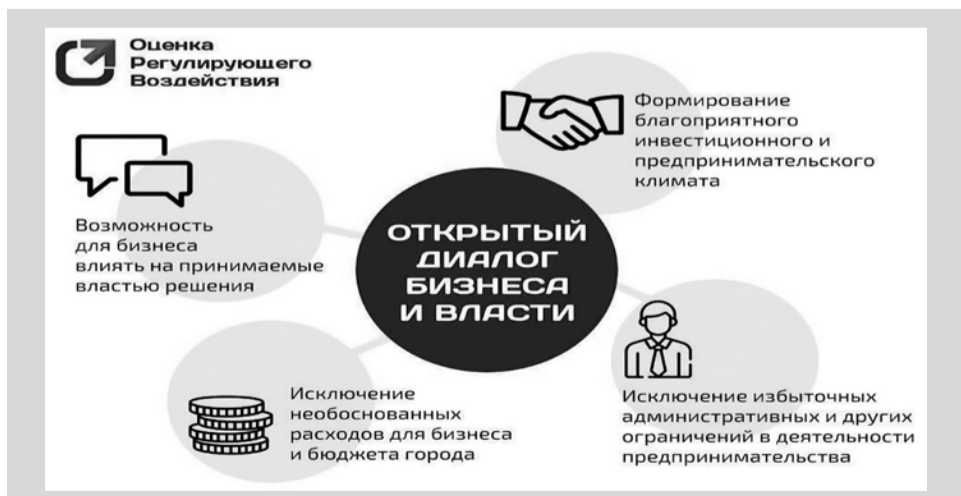 Оценка
Регулирующего
Воздействия
Формирование
благоприятного
инвестиционного и
предпринимательского
климата
Возможность
для бизнеса
влиять на принимаемые
властью решения
ОТКРЫТЫЙ
ДИАЛОГ
БИЗНЕСА
И ВЛАСТИ
Исключение
необоснованных
расходов для бизнеса
и бюджета города
Исключение избыточных
административных и других
ограничений в деятельности
предпринимательства